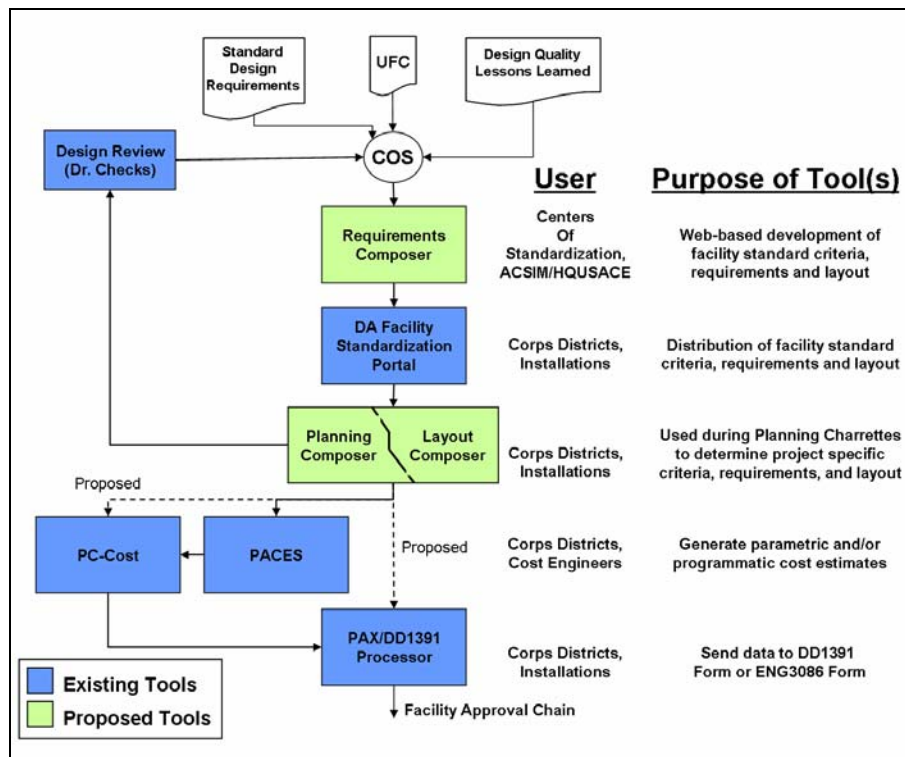 Standard
Design
Requirements
UFC
Design Quality
Lessons Learned
Design Review
(Dr. Checks)
COS
User
Purpose of Tool(s)
Requirements
Composer
Centers
Of
Standardization,
ACSIM/HQUSACE
Web-based development of
facility standard criteria,
requirements and layout
DA Facility
Standardization
Portal
Corps Districts,
Installations
Distribution of facility standard
criteria, requirements and layout
Planning
Composer
Layout
Composer
Corps Districts,
Installations
Used during Planning Charrettes
to determine project specific
criteria, requirements, and layout
Proposed
PC-Cost
PACES
Proposed
Corps Districts,
Cost Engineers
Generate parametric and/or
programmatic cost estimates
PAX/DD1391
Processor
Corps Districts,
Installations
Send data to DD1391
Form or ENG3086 Form
Existing Tools
Proposed Tools
Facility Approval Chain